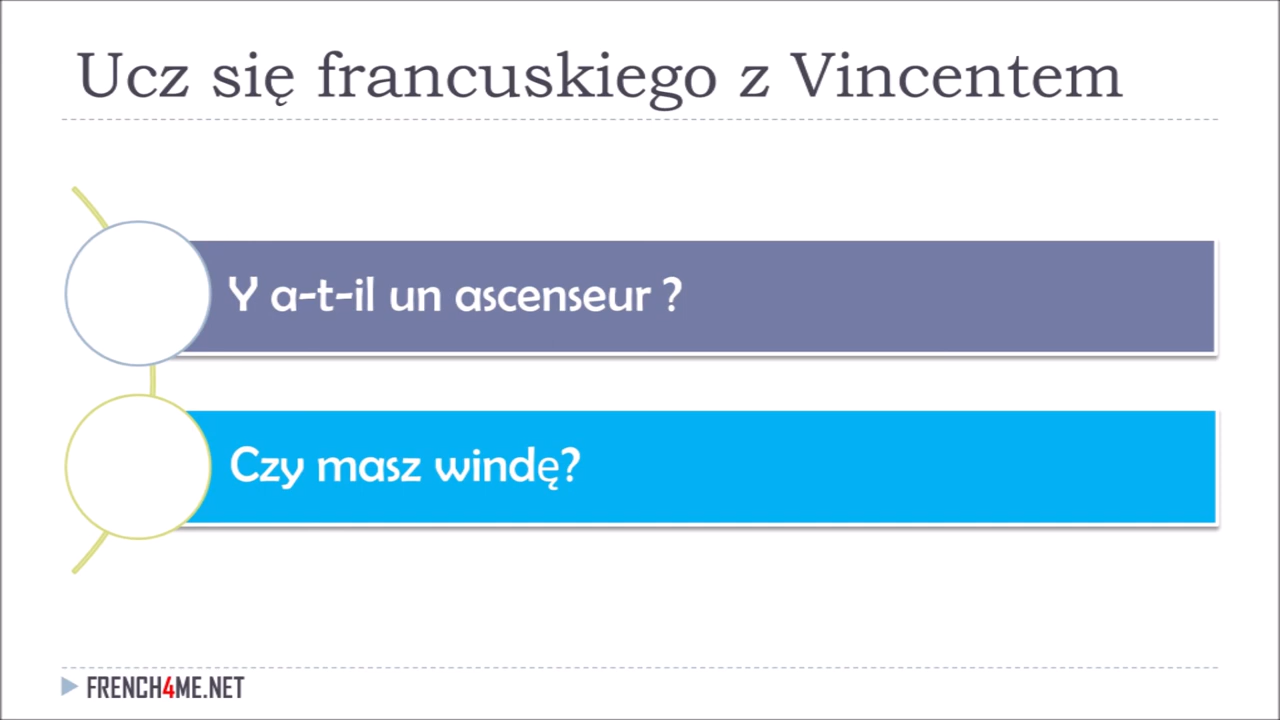 Ucz się francuskiego z Vincentem
Y a-t-il un ascenseur ?
Czy masz windę?
FRENCH4ME.NET